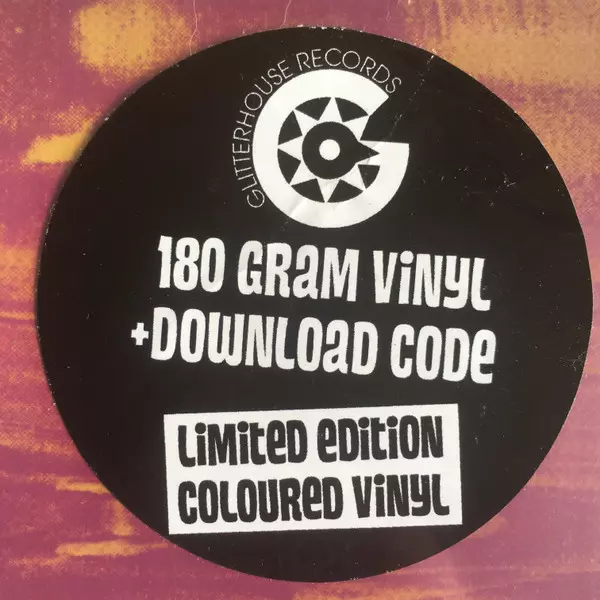 GLITTERHOUSE RECORDS
180 GRaM ViNYL
+DOWNLOaD CODe
LiMiteD eDitiON
COLOUReD ViNYL